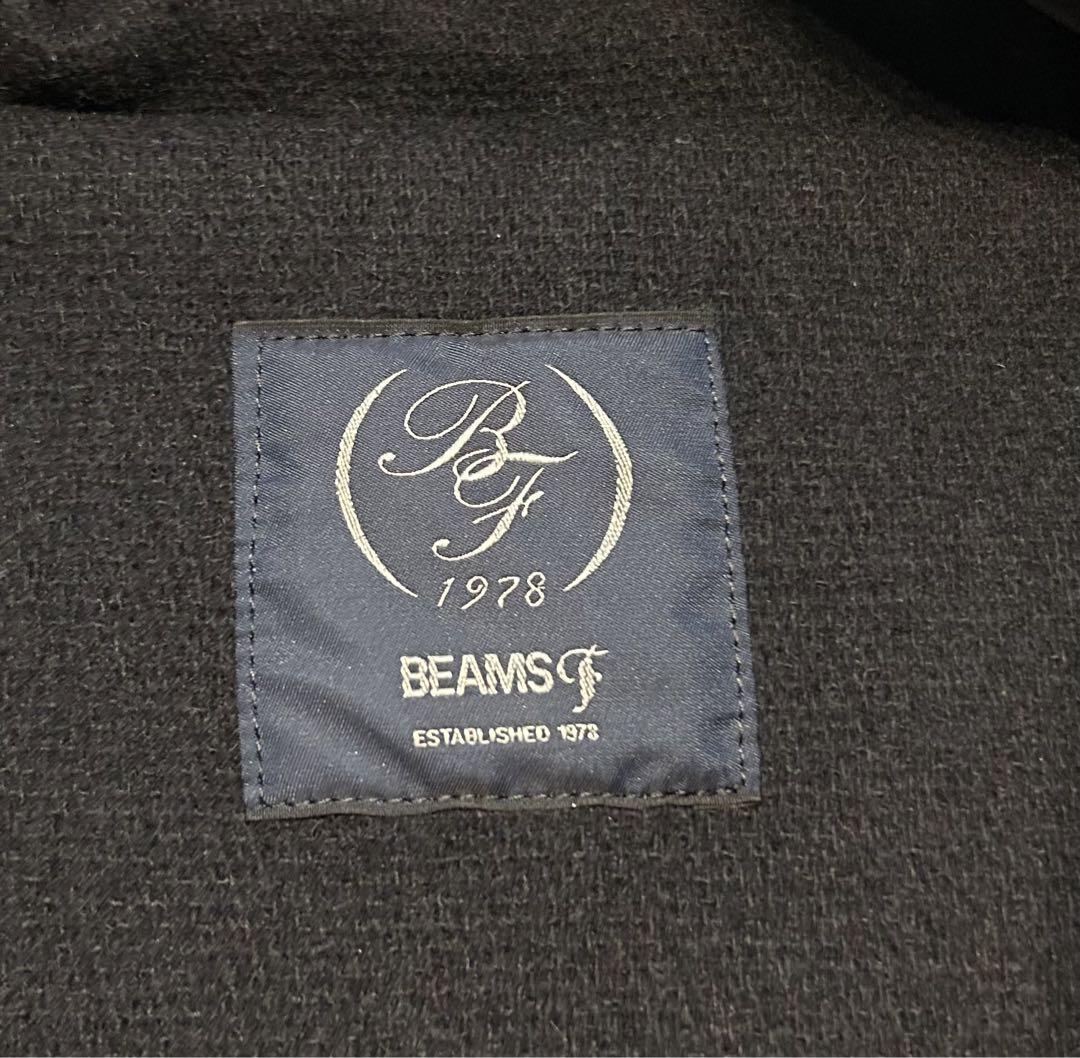 BF
1978
BEAMS F
ESTABLISHED 1978